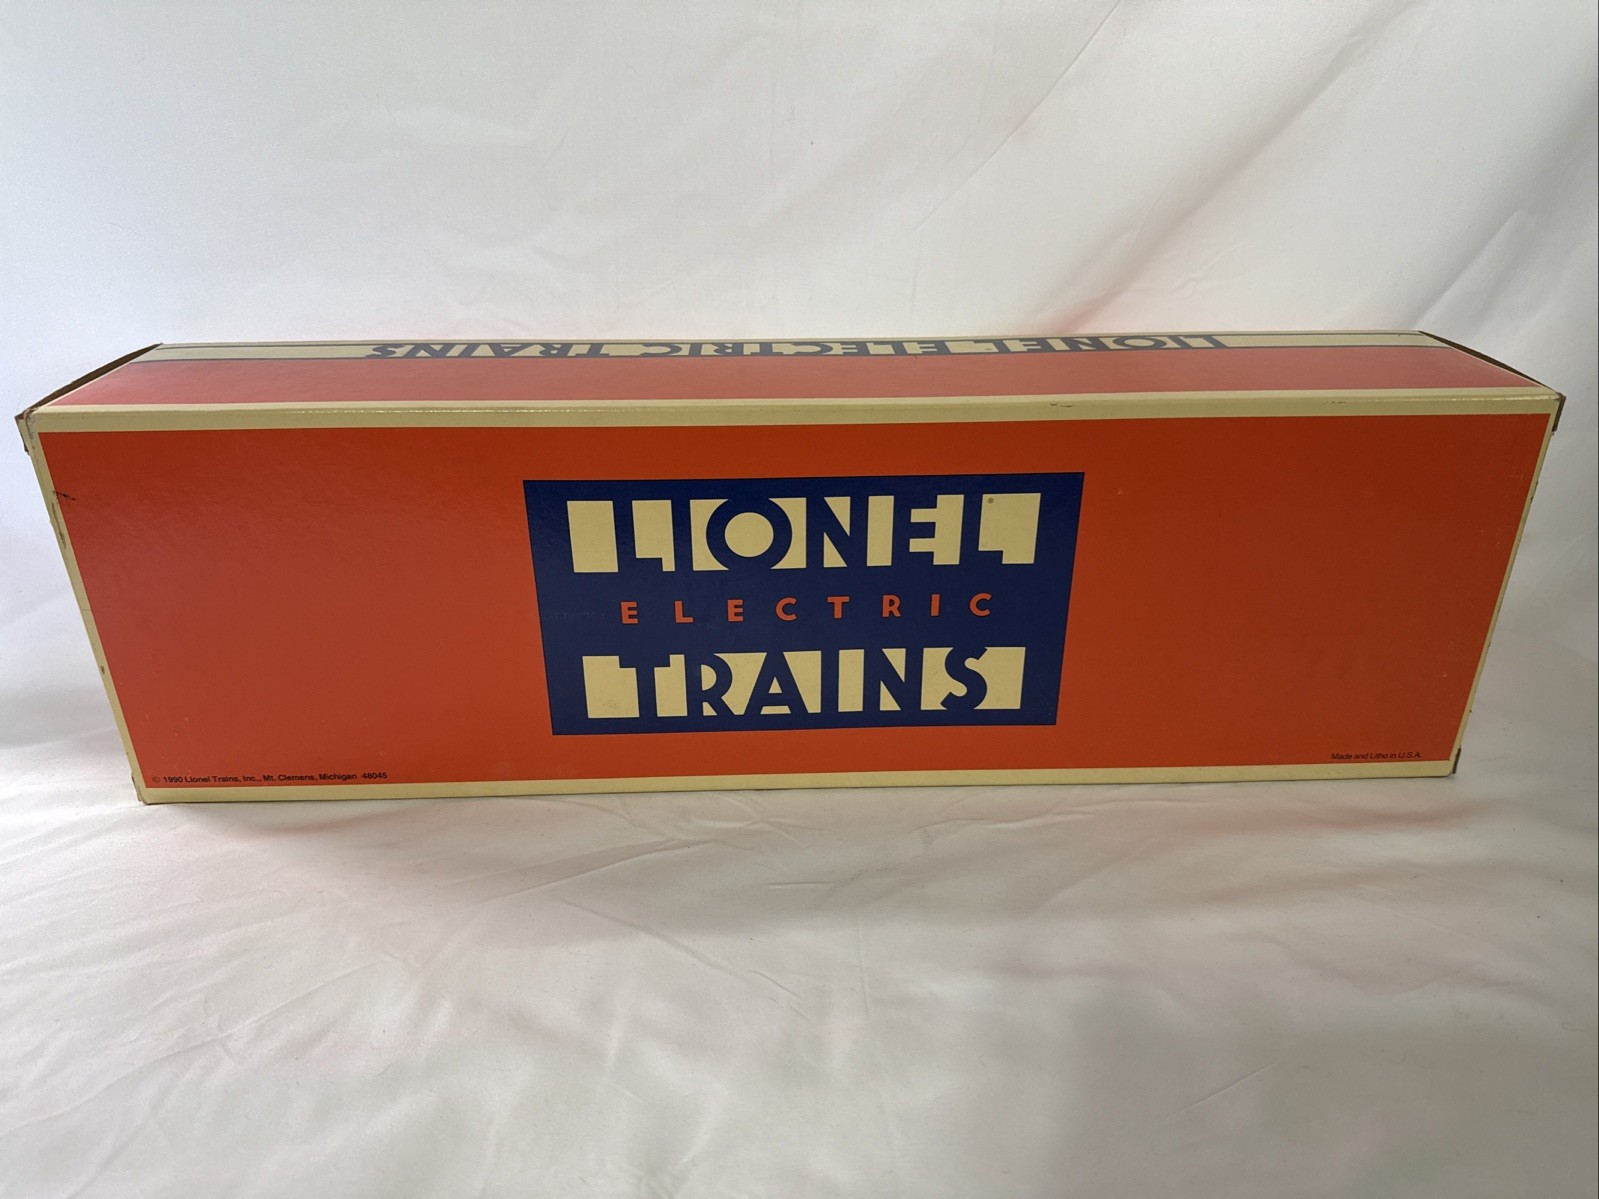 LIONEL ELECTRIC TRAINS
LIONEL
ELECTRIC
TRAINS
Made and Litho in U.S.A.
© 1990 Lionel Trains, Inc., Mt. Clemens, Michigan 48045